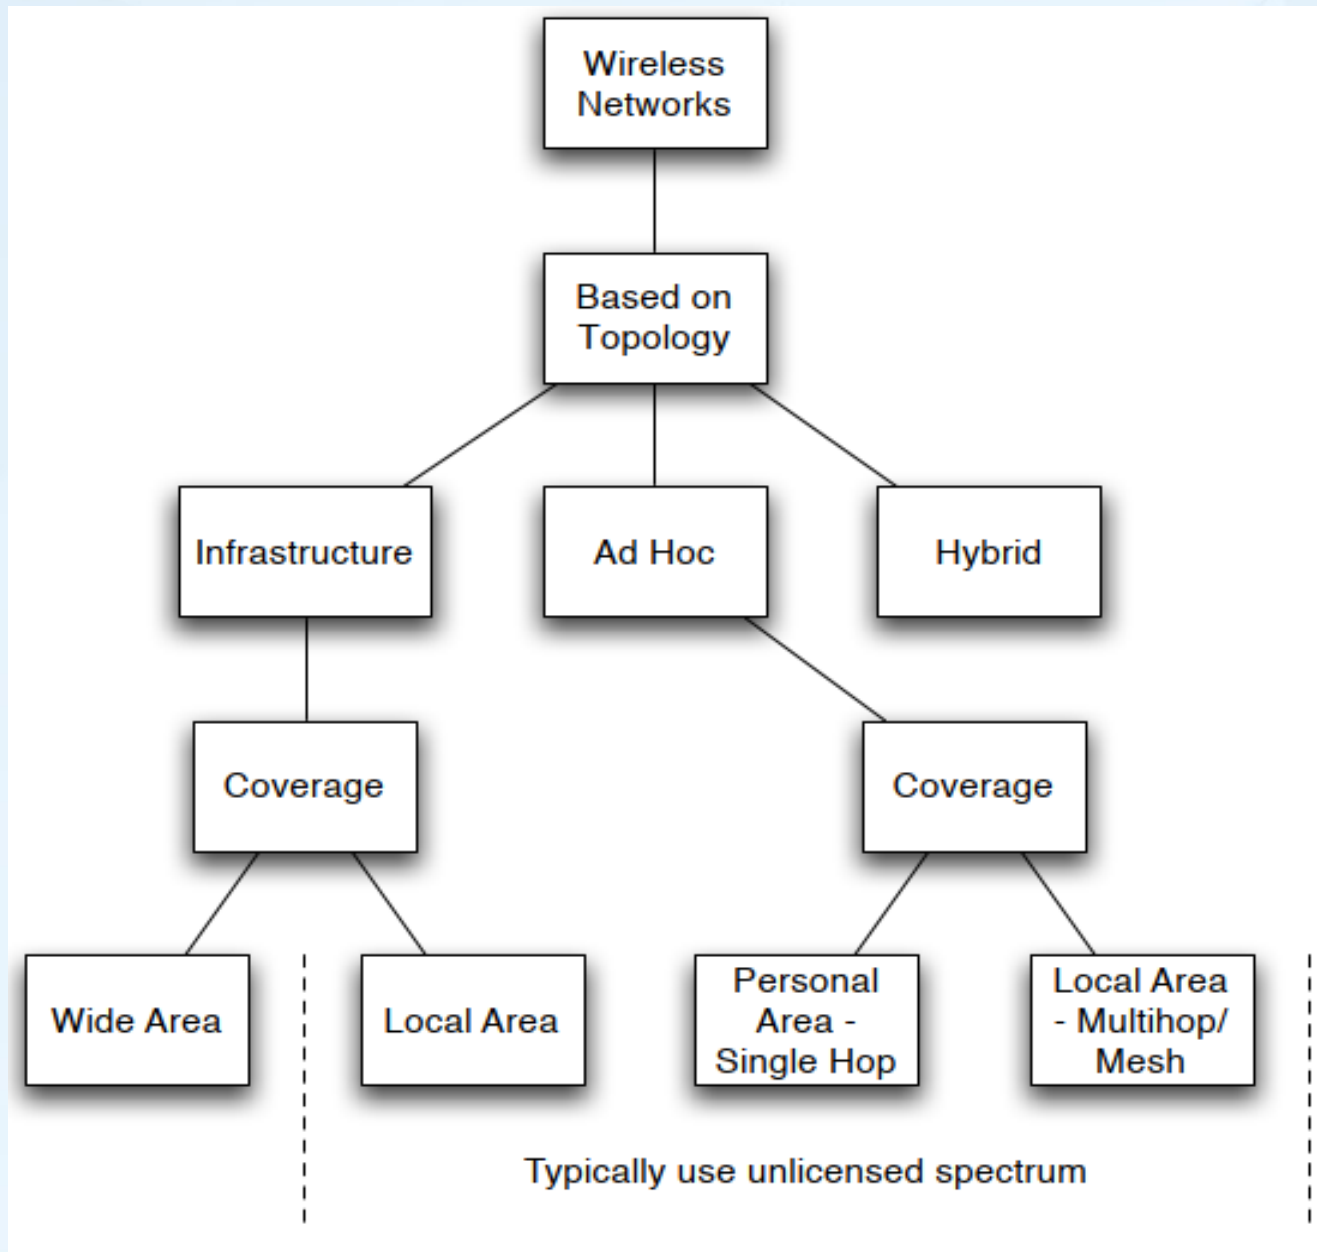 Wireless
Networks
Based on
Topology
Infrastructure
Ad Hoc
Hybrid
Coverage
Coverage
Wide Area
Local Area
Personal
Area -
Single Hop
Local Area
- Multihop/
Mesh
Typically use unlicensed spectrum